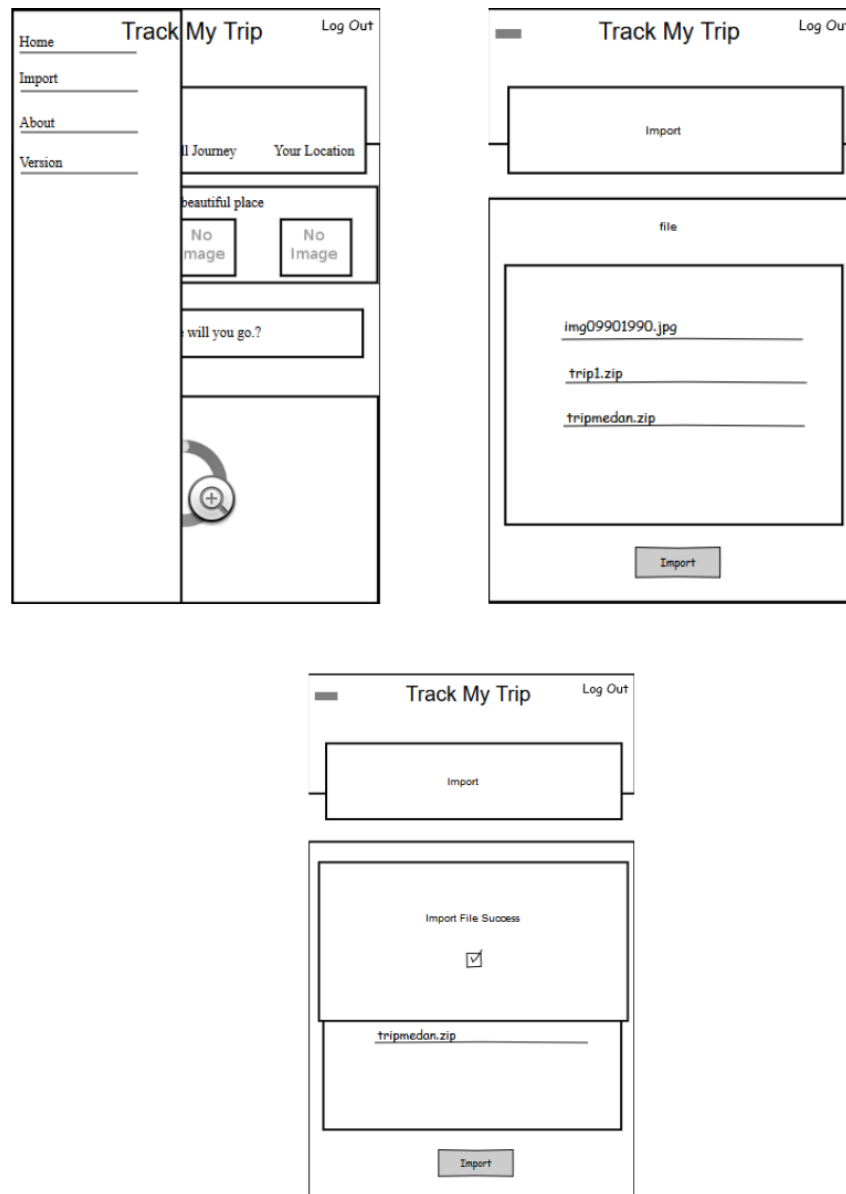 Track My Trip
Log Out
Home
Import
About
Version
ll Journey
Your Location
beautiful place
No
mage
No
Image
will you go.?
Track My Trip
Log Out
Import
file
img09901990.jpg
trip1.zip
tripmedan.zip
Import
Track My Trip
Log Out
Import
Import File Success
tripmedan.zip
Import